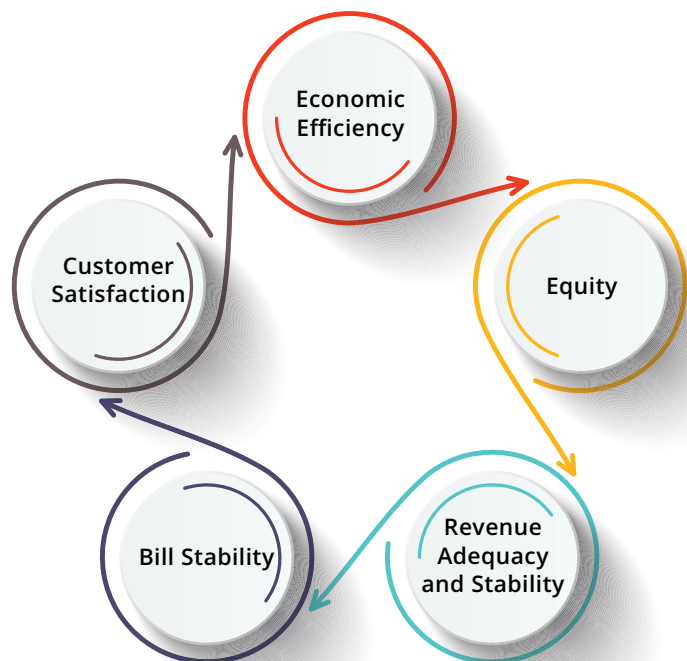 Economic
Efficiency
Equity
Revenue
Adequacy
and Stability
Bill Stability
Customer
Satisfaction